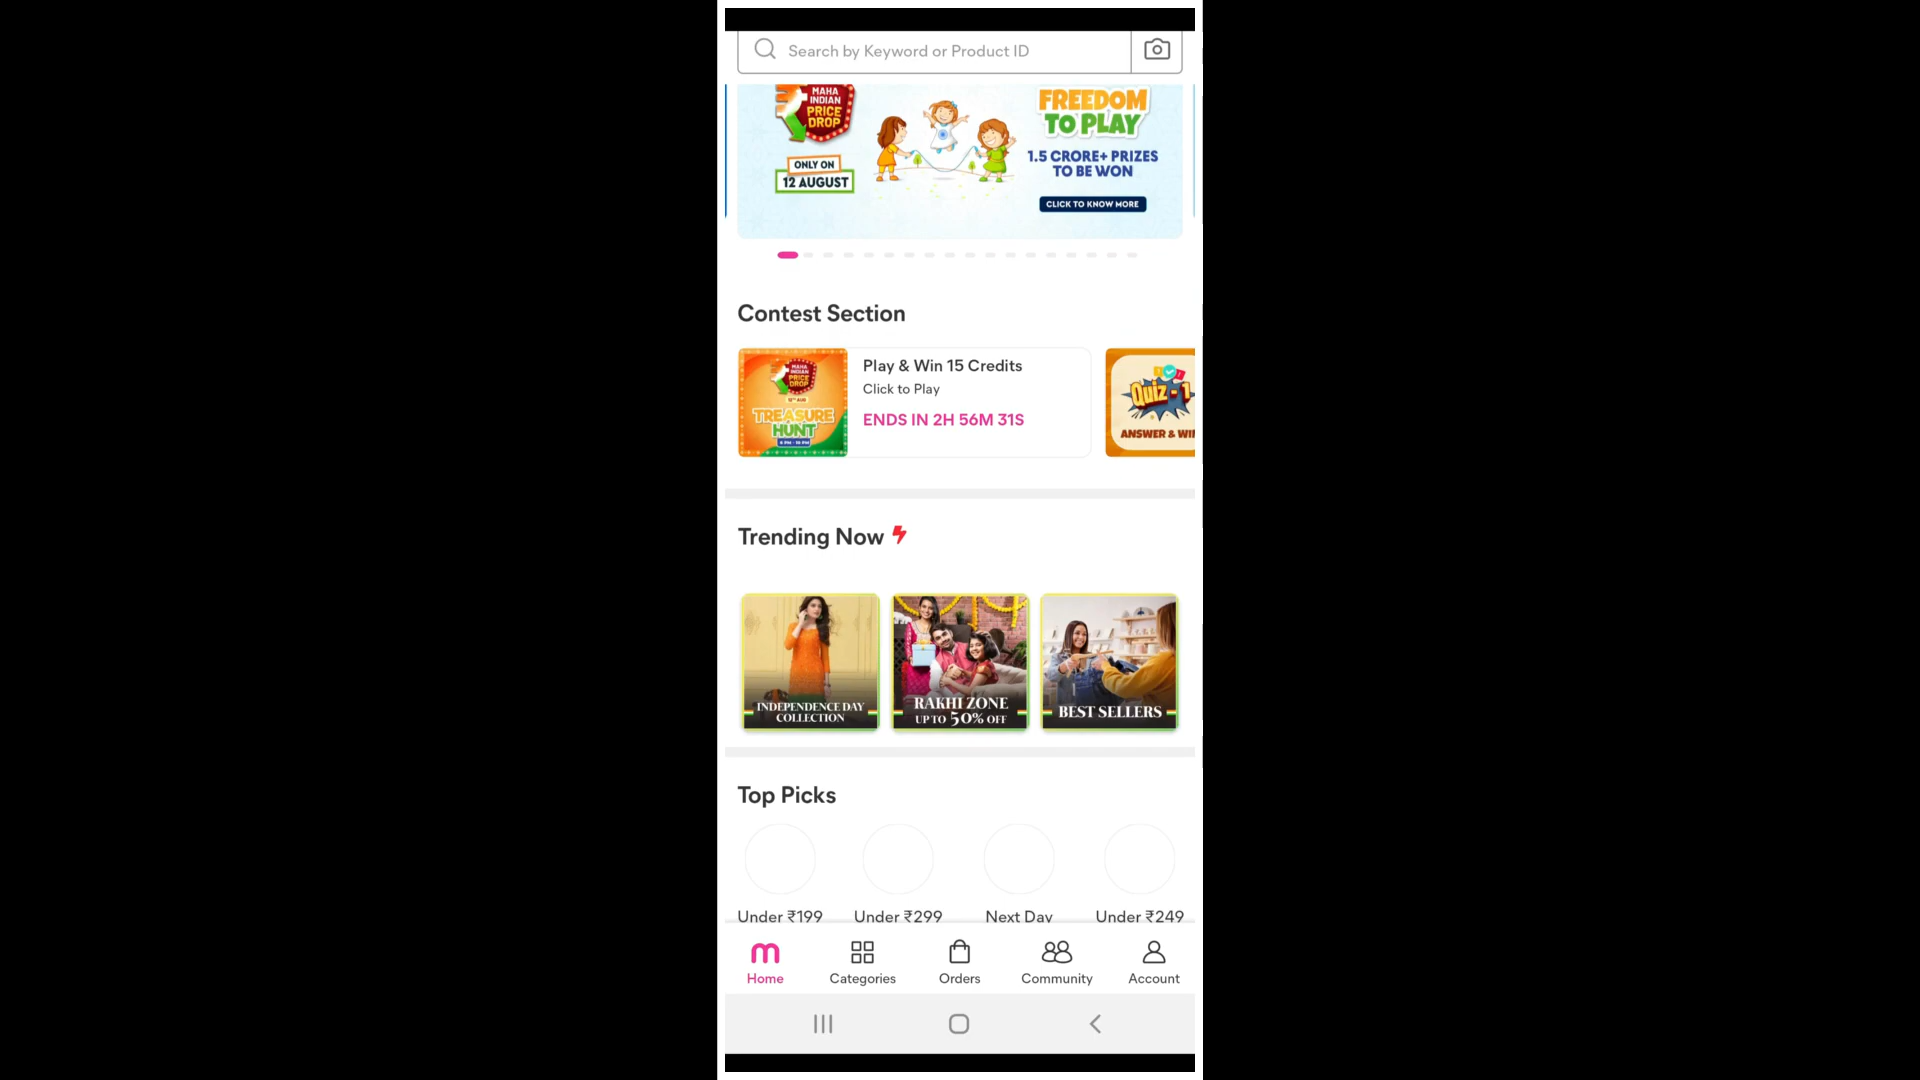 Search by Keyword or Product ID
MAHA
INDIAN
PRICE
DROP
ONLY ON
12 AUGUST
FREEDOM
TO PLAY
1.5 CRORE+ PRIZES
TO BE WON
CLICK TO KNOW MORE
Contest Section
MAHA
INDIAN
PRICE
DROP
12TH AUG
TREASURE
HUNT
Play & Win 15 Credits
Click to Play
ENDS IN 2H 56M 31S
Quiz - 1
ANSWER & WI
Trending Now
INDEPENDENCE DAY
COLLECTION
RAKHI ZONE
UP TO 50% OFF
BEST SELLERS
Top Picks
Under ₹199
Under ₹299
Next Day
Under ₹249
m
Home
Categories
Orders
Community
Account